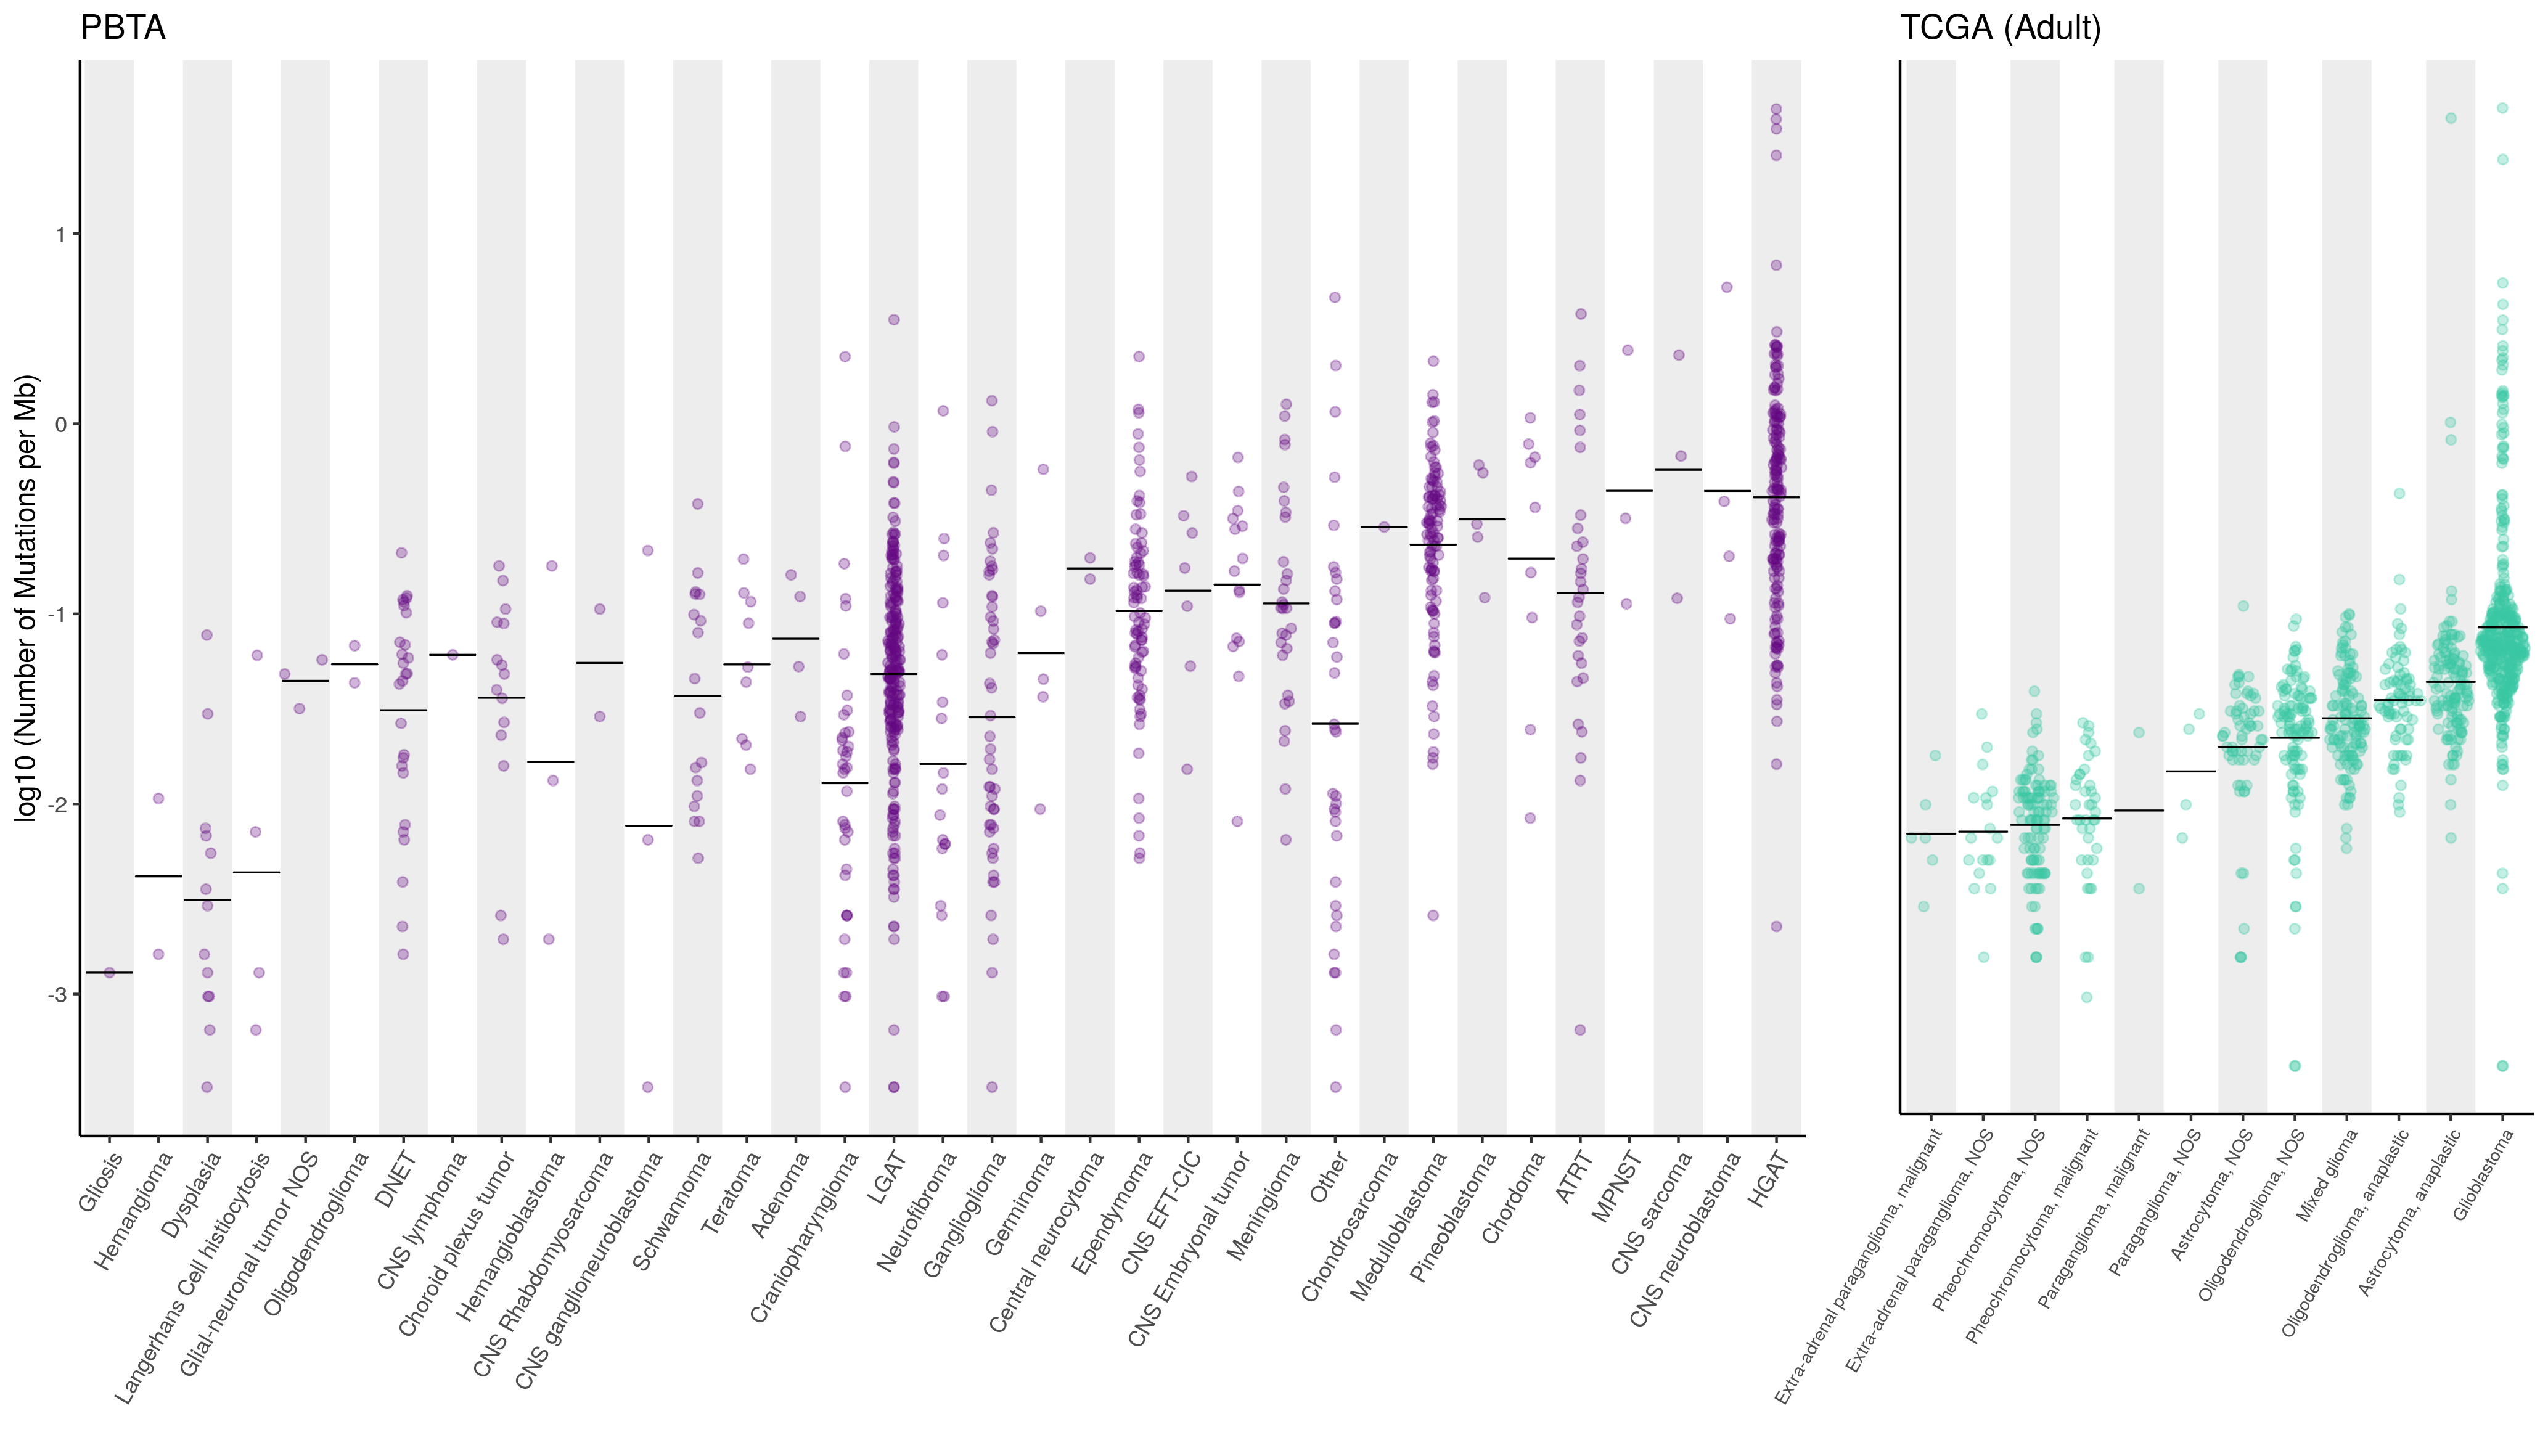 PBTA
TCGA (Adult)
log10 (Number of Mutations per Mb)
1
0
-1
-2
-3
Gliosis
Hemangioma
Dysplasia
Langerhans Cell histiocytosis
Glial-neuronal tumor NOS
Oligodendroglioma
DNET
CNS lymphoma
Choroid plexus tumor
Hemangioblastoma
CNS Rhabdomyosarcoma
CNS ganglioneuroblastoma
Schwannoma
Teratoma
Adenoma
Craniopharyngioma
LGAT
Neurofibroma
Ganglioglioma
Germinoma
Central neurocytoma
Ependymoma
CNS EFT-CIC
CNS Embryonal tumor
Meningioma
Other
Chondrosarcoma
Medulloblastoma
Pineoblastoma
Chordoma
ATRT
MPNST
CNS sarcoma
CNS neuroblastoma
HGAT
Extra-adrenal paraganglioma, malignant
Extra-adrenal paraganglioma, NOS
Pheochromocytoma, NOS
Pheochromocytoma, malignant
Paraganglioma, malignant
Paraganglioma, NOS
Astrocytoma, NOS
Oligodendroglioma, NOS
Mixed glioma
Oligodendroglioma, anaplastic
Astrocytoma, anaplastic
Glioblastoma